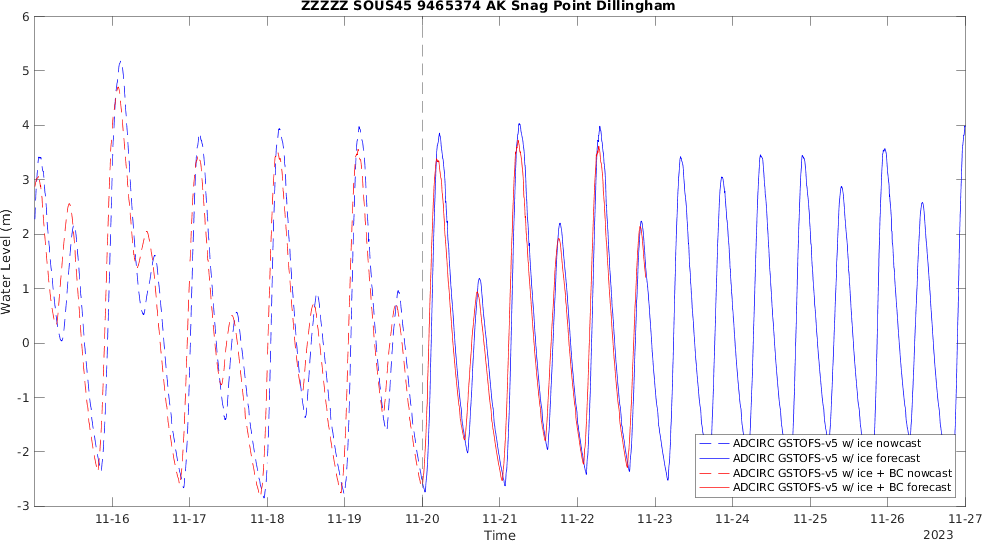 ZZZZZ SOUS45 9465374 AK Snag Point Dillingham
6
5
4
3
2
1
0
-1
-2
-3
Water Level (m)
ADCIRC GSTOFS-v5 w/ ice nowcast
ADCIRC GSTOFS-v5 w/ ice forecast
ADCIRC GSTOFS-v5 w/ ice + BC nowcast
ADCIRC GSTOFS-v5 w/ ice + BC forecast
11-16 11-17 11-18 11-19 11-20 11-21 11-22 11-23 11-24 11-25 11-26 11-27
Time
2023